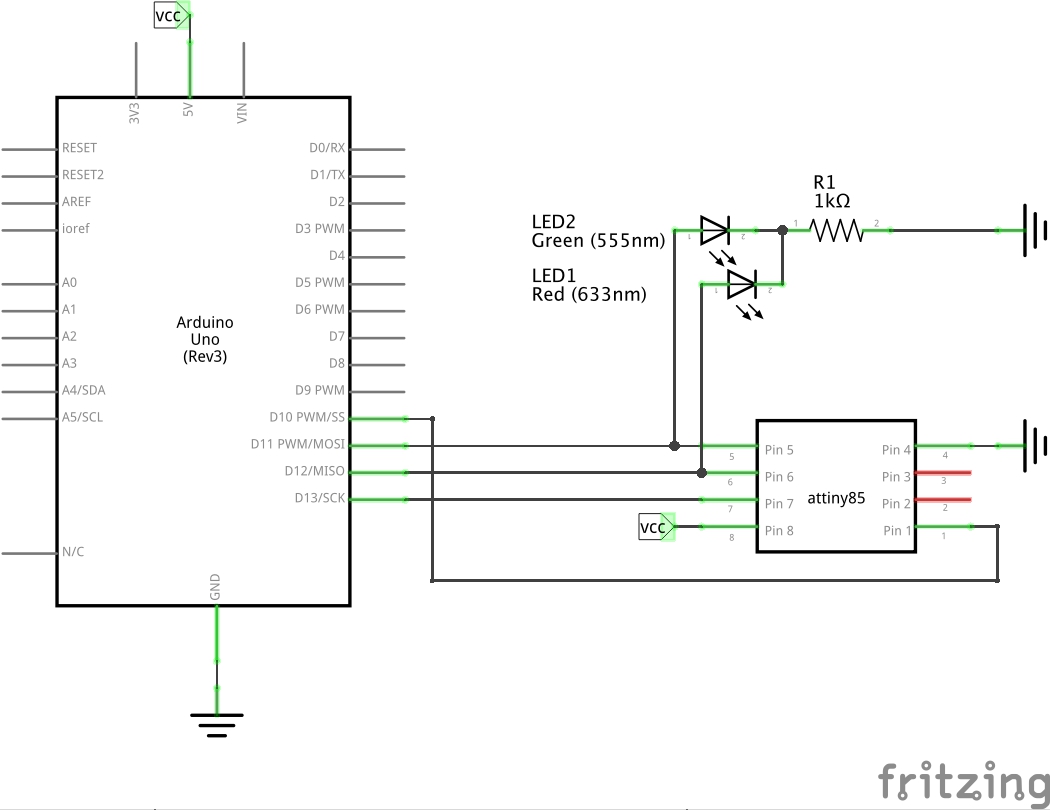 vcc
3V3
5V
VIN
RESET
RESET2
AREF
ioref
A0
A1
A2
A3
A4/SDA
A5/SCL
N/C
Arduino
Uno
(Rev3)
D0/RX
D1/TX
D2
D3 PWM
D4
D5 PWM
D6 PWM
D7
D8
D9 PWM
D10 PWM/SS
D11 PWM/MOSI
D12/MISO
D13/SCK
GND
LED2
Green (555nm)
1
2
LED1
Red (633nm)
1
2
R1
1kΩ
1
2
vcc
5
6
7
8
Pin 5
Pin 6
Pin 7
Pin 8
attiny85
Pin 4
Pin 3
Pin 2
Pin 1
4
3
2
1
fritzing